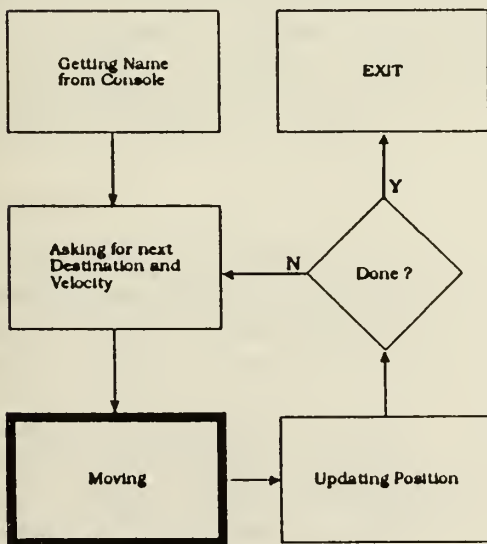 Getting Name
from Console
EXIT
Y
Asking for next
Destination and
Velocity
N
Done ?
Moving
Updating Position